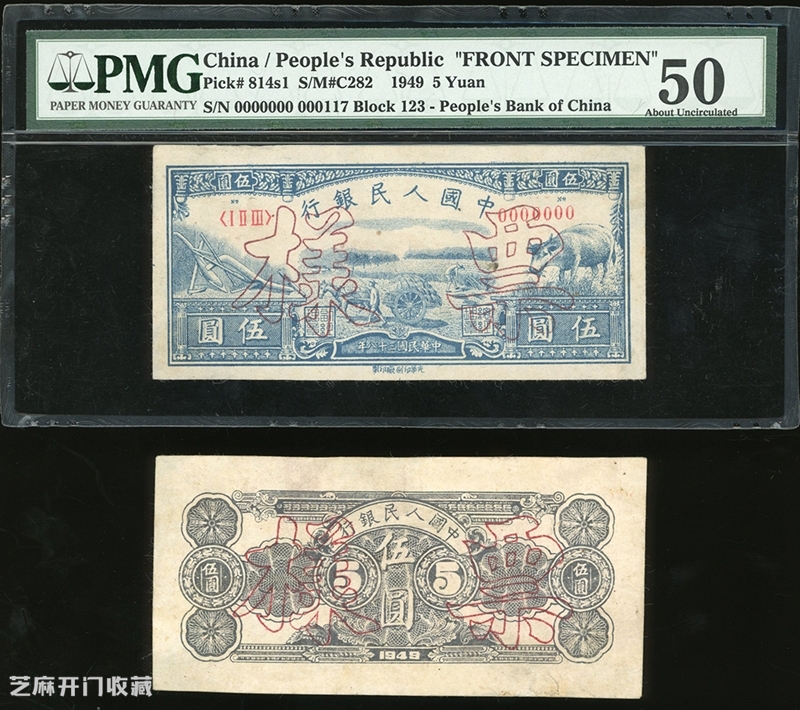 PMG
PAPER MONEY GUARANTY
China / People's Republic "FRONT SPECIMEN"
Pick# 814s1 S/M#C282 1949 5 Yuan
S/N 0000000 000117 Block 123 - People's Bank of China
50
About Uncirculated
圓伍
伍圓
行銀民人國中
<I II III>
Nº
0000000
樣
票
圓伍
圓伍
年八十三國民華中
行銀民人國中
伍圓
伍圓
5
5
伍圓
樣
票
1949
芝麻开门收藏